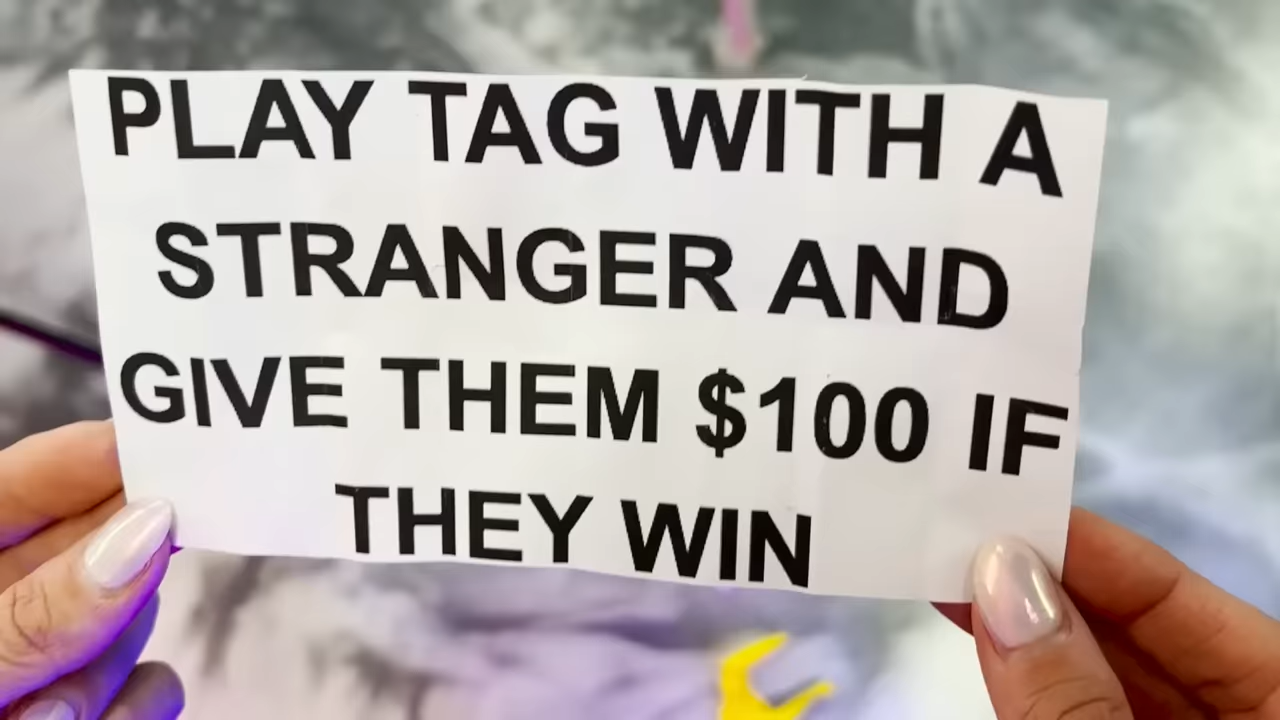 PLAY TAG WITH A
STRANGER AND
GIVE THEM $100 IF
THEY WIN